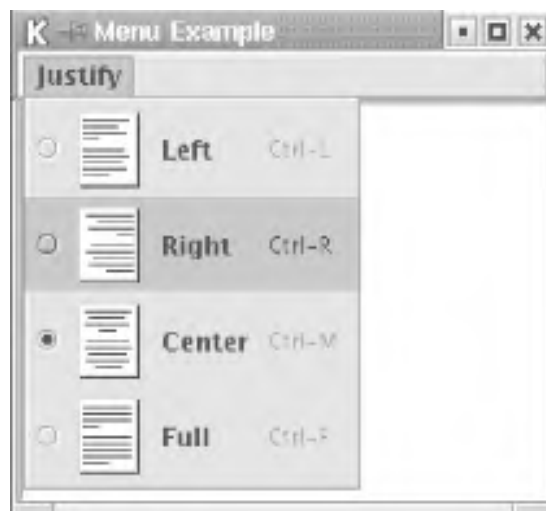 K Menu Example
Justify
Left Ctrl-L
Right Ctrl-R
Center Ctrl-M
Full Ctrl-F